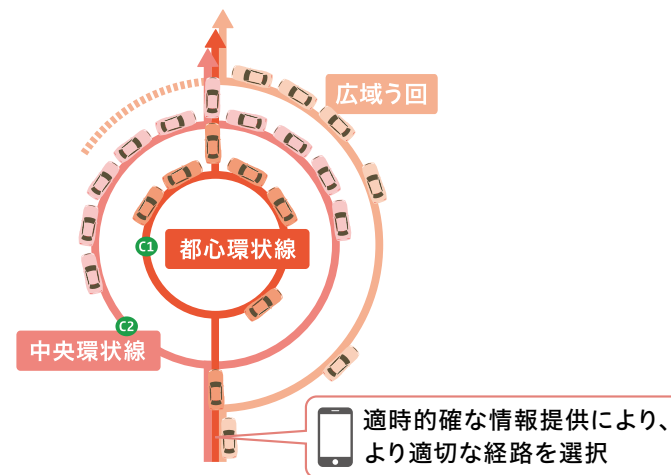 広域う回
C1
都心環状線
C2
中央環状線
適時的確な情報提供により、
より適切な経路を選択